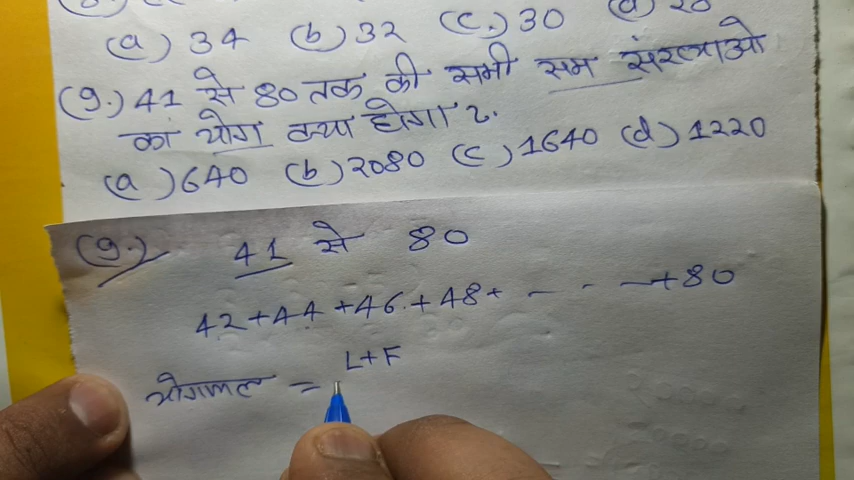 (a) 34 (b) 32 (c.) 30 (d) 20
(9.) 41 से 80 तक की सभी सम संख्याओ
का योग क्या होगा ?.
(a) 640 (b) 2080 (c) 1640 (d) 1220
(9.) 41 से 80
42+44+46+48+ - - - +80
योगफल = L+F